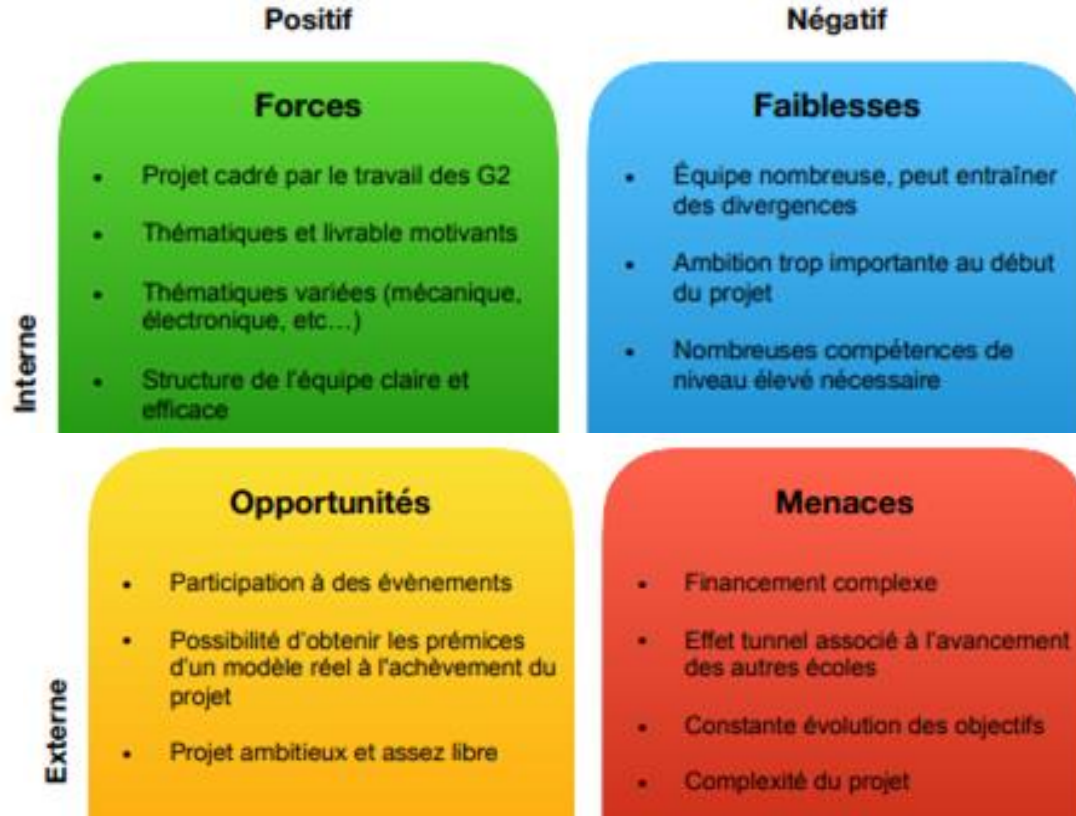 Positif
Négatif
Interne
Forces
• Projet cadré par le travail des G2
• Thématiques et livrable motivants
• Thématiques variées (mécanique,
électronique, etc…)
• Structure de l'équipe claire et
efficace
Faiblesses
• Équipe nombreuse, peut entraîner
des divergences
• Ambition trop importante au début
du projet
• Nombreuses compétences de
niveau élevé nécessaire
Externe
Opportunités
• Participation à des évènements
• Possibilité d'obtenir les prémices
d'un modèle réel à l'achèvement du
projet
• Projet ambitieux et assez libre
Menaces
• Financement complexe
• Effet tunnel associé à l'avancement
des autres écoles
• Constante évolution des objectifs
• Complexité du projet